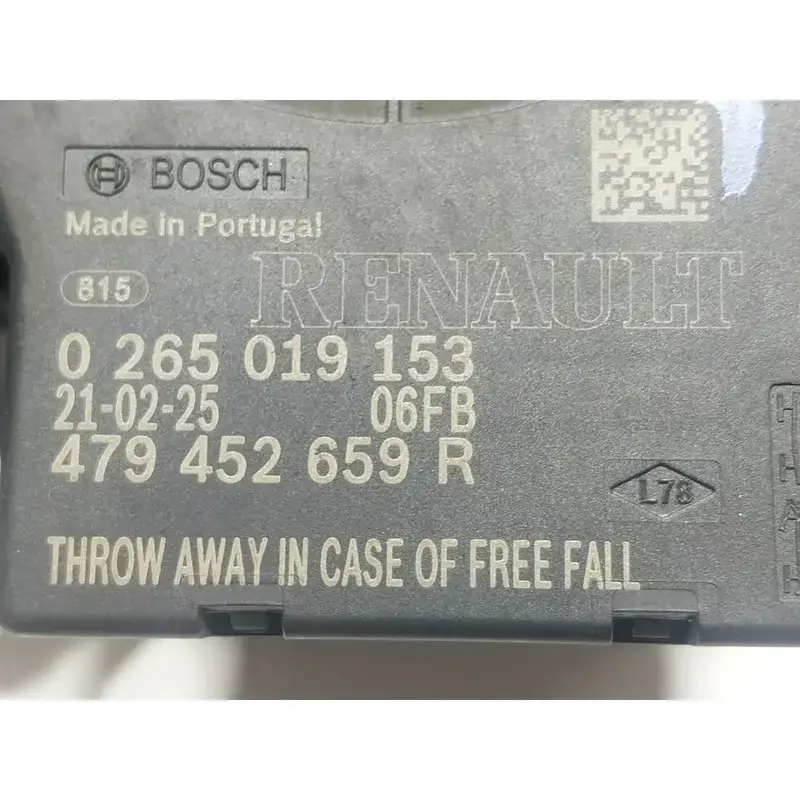 BOSCH
Made in Portugal
RENAULT
815
0 265 019 153
21-02-25 06FB
479 452 659 R
L78
THROW AWAY IN CASE OF FREE FALL